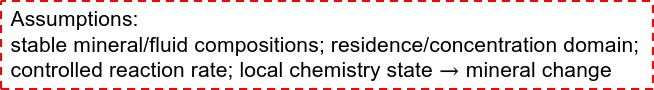 Assumptions:
stable mineral/fluid compositions; residence/concentration domain;
controlled reaction rate; local chemistry state → mineral change